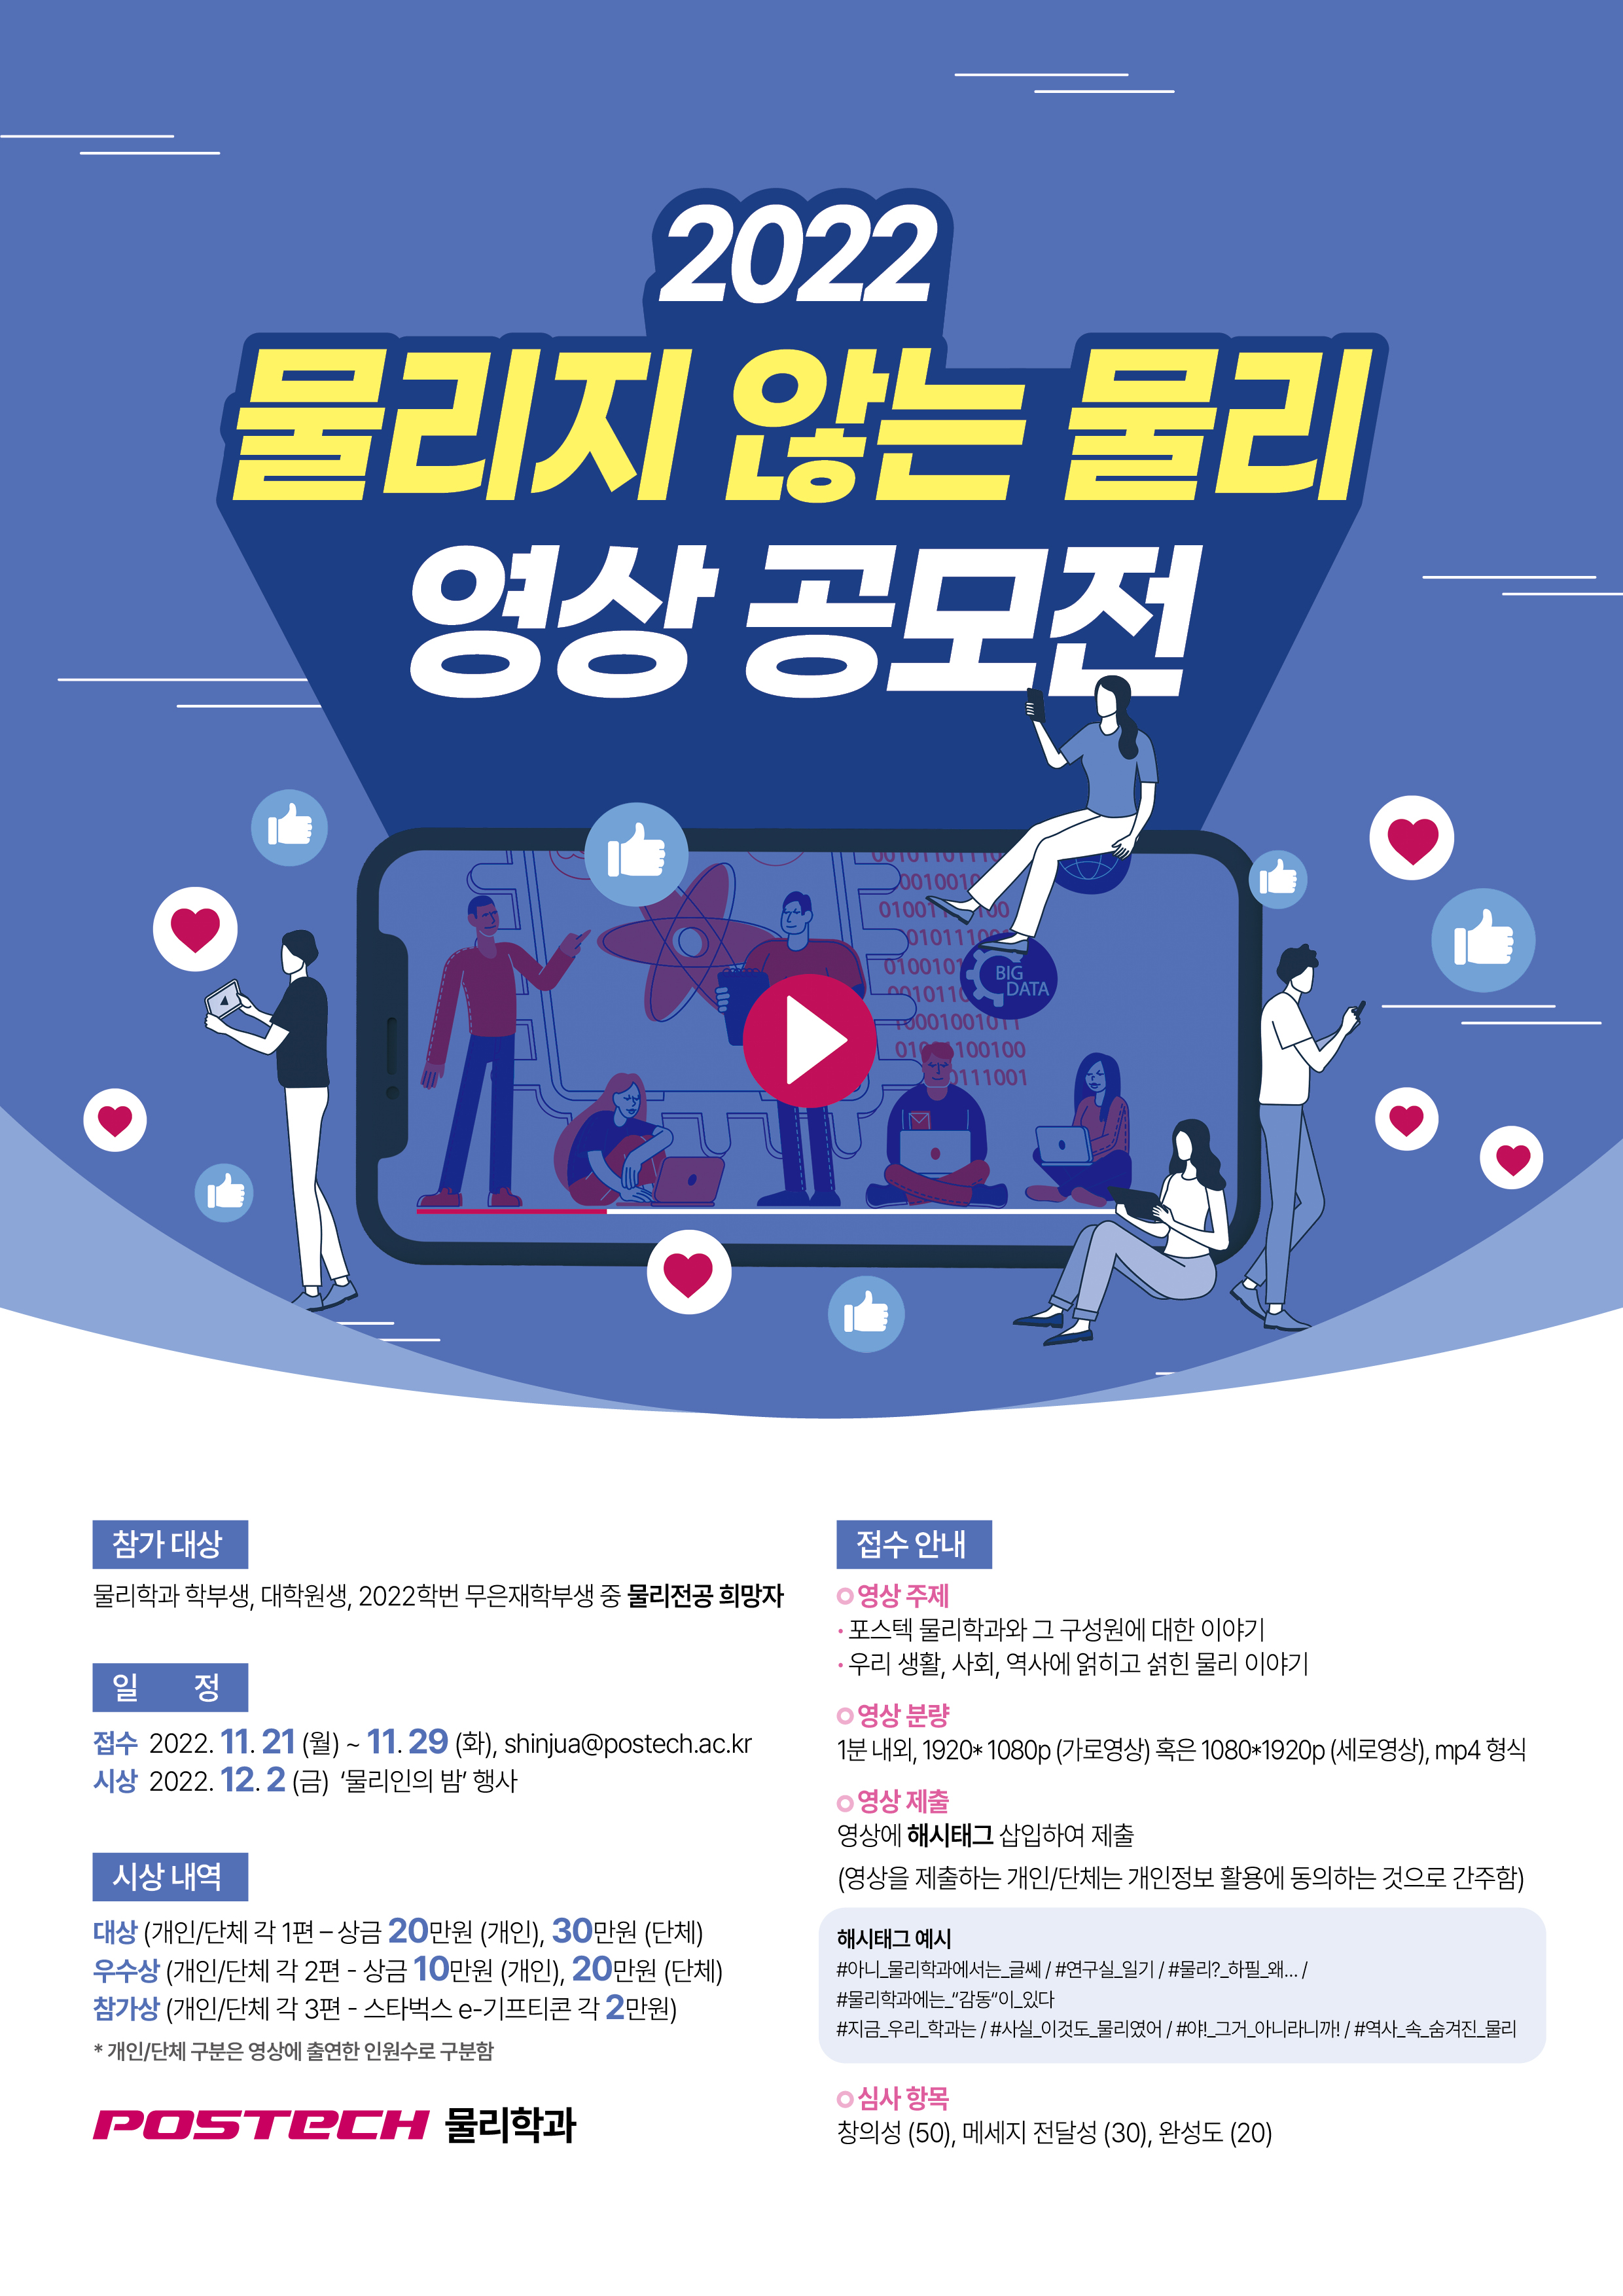 2022
물리지 않는 물리
영상 공모전
BIG
DATA
참가 대상
물리학과 학부생, 대학원생, 2022학번 무은재학부생 중 물리전공 희망자
일 정
접수 2022. 11. 21 (월) ~ 11. 29 (화), shinjua@postech.ac.kr
시상 2022. 12. 2 (금) ‘물리인의 밤’ 행사
시상 내역
대상 (개인/단체 각 1편 – 상금 20만원 (개인), 30만원 (단체)
우수상 (개인/단체 각 2편 - 상금 10만원 (개인), 20만원 (단체)
참가상 (개인/단체 각 3편 - 스타벅스 e-기프티콘 각 2만원)
* 개인/단체 구분은 영상에 출연한 인원수로 구분함
POSTECH 물리학과
접수 안내
영상 주제
· 포스텍 물리학과와 그 구성원에 대한 이야기
· 우리 생활, 사회, 역사에 얽히고 섥힌 물리 이야기
영상 분량
1분 내외, 1920* 1080p (가로영상) 혹은 1080*1920p (세로영상), mp4 형식
영상 제출
영상에 해시태그 삽입하여 제출
(영상을 제출하는 개인/단체는 개인정보 활용에 동의하는 것으로 간주함)
해시태그 예시
#아니_물리학과에서는_글쎄 / #연구실_일기 / #물리?_하필_왜... /
#물리학과에는_“감동“이_있다
#지금_우리_학과는 / #사실_이것도_물리였어 / #야!_그거_아니라니까! / #역사_속_숨겨진_물리
심사 항목
창의성 (50), 메세지 전달성 (30), 완성도 (20)